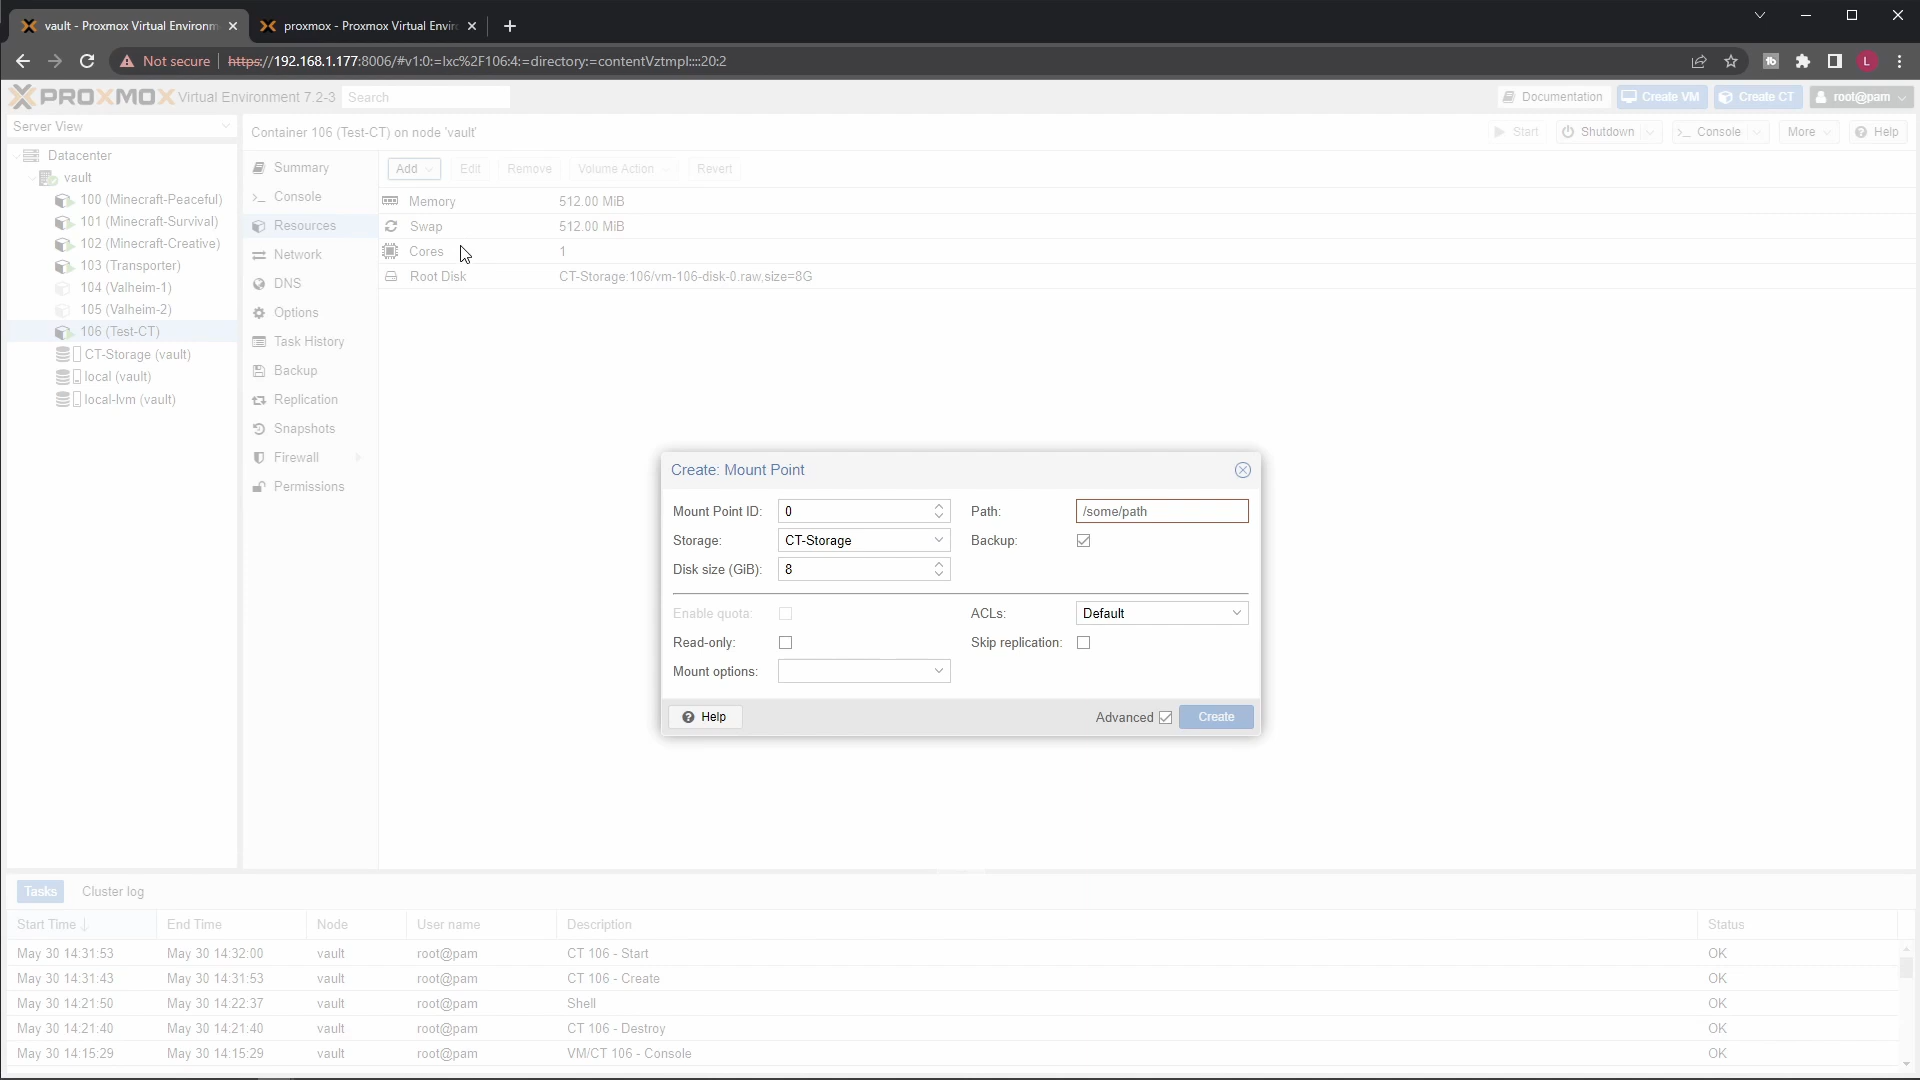 vault - Proxmox Virtual Environm
proxmox - Proxmox Virtual Envir
Not secure
https://192.168.1.177:8006/#v1:0:=lxc%2F106:4:=directory:=contentVztmpl::::20:2
L
PROXMOX Virtual Environment 7.2-3
Search
Documentation
Create VM
Create CT
root@pam
Server View
Container 106 (Test-CT) on node 'vault'
Start
Shutdown
Console
More
Help
Datacenter
vault
100 (Minecraft-Peaceful)
101 (Minecraft-Survival)
102 (Minecraft-Creative)
103 (Transporter)
104 (Valheim-1)
105 (Valheim-2)
106 (Test-CT)
CT-Storage (vault)
local (vault)
local-lvm (vault)
Summary
Console
Resources
Network
DNS
Options
Task History
Backup
Replication
Snapshots
Firewall
Permissions
Add
Edit
Remove
Volume Action
Revert
Memory 512.00 MiB
Swap 512.00 MiB
Cores 1
Root Disk CT-Storage:106/vm-106-disk-0.raw,size=8G
Create: Mount Point
Mount Point ID: 0
Path: /some/path
Storage: CT-Storage
Backup:
Disk size (GiB): 8
Enable quota:
ACLs: Default
Read-only:
Skip replication:
Mount options:
Help
Advanced
Create
Tasks
Cluster log
Start Time End Time Node User name Description Status
May 30 14:31:53 May 30 14:32:00 vault root@pam CT 106 - Start OK
May 30 14:31:43 May 30 14:31:53 vault root@pam CT 106 - Create OK
May 30 14:21:50 May 30 14:22:37 vault root@pam Shell OK
May 30 14:21:40 May 30 14:21:40 vault root@pam CT 106 - Destroy OK
May 30 14:15:29 May 30 14:15:29 vault root@pam VM/CT 106 - Console OK